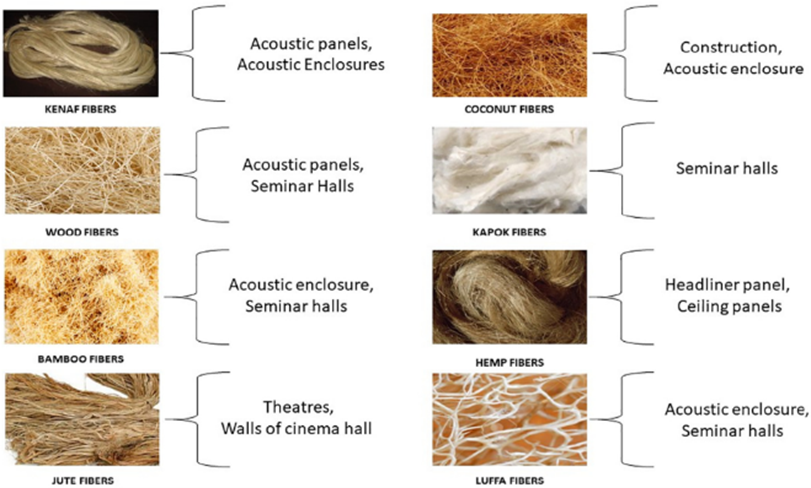 Acoustic panels,
Acoustic Enclosures
KENAF FIBERS
Construction,
Acoustic enclosure
COCONUT FIBERS
Acoustic panels,
Seminar Halls
WOOD FIBERS
Seminar halls
KAPOK FIBERS
Acoustic enclosure,
Seminar halls
BAMBOO FIBERS
Headliner panel,
Ceiling panels
HEMP FIBERS
Theatres,
Walls of cinema hall
JUTE FIBERS
Acoustic enclosure,
Seminar halls
LUFFA FIBERS